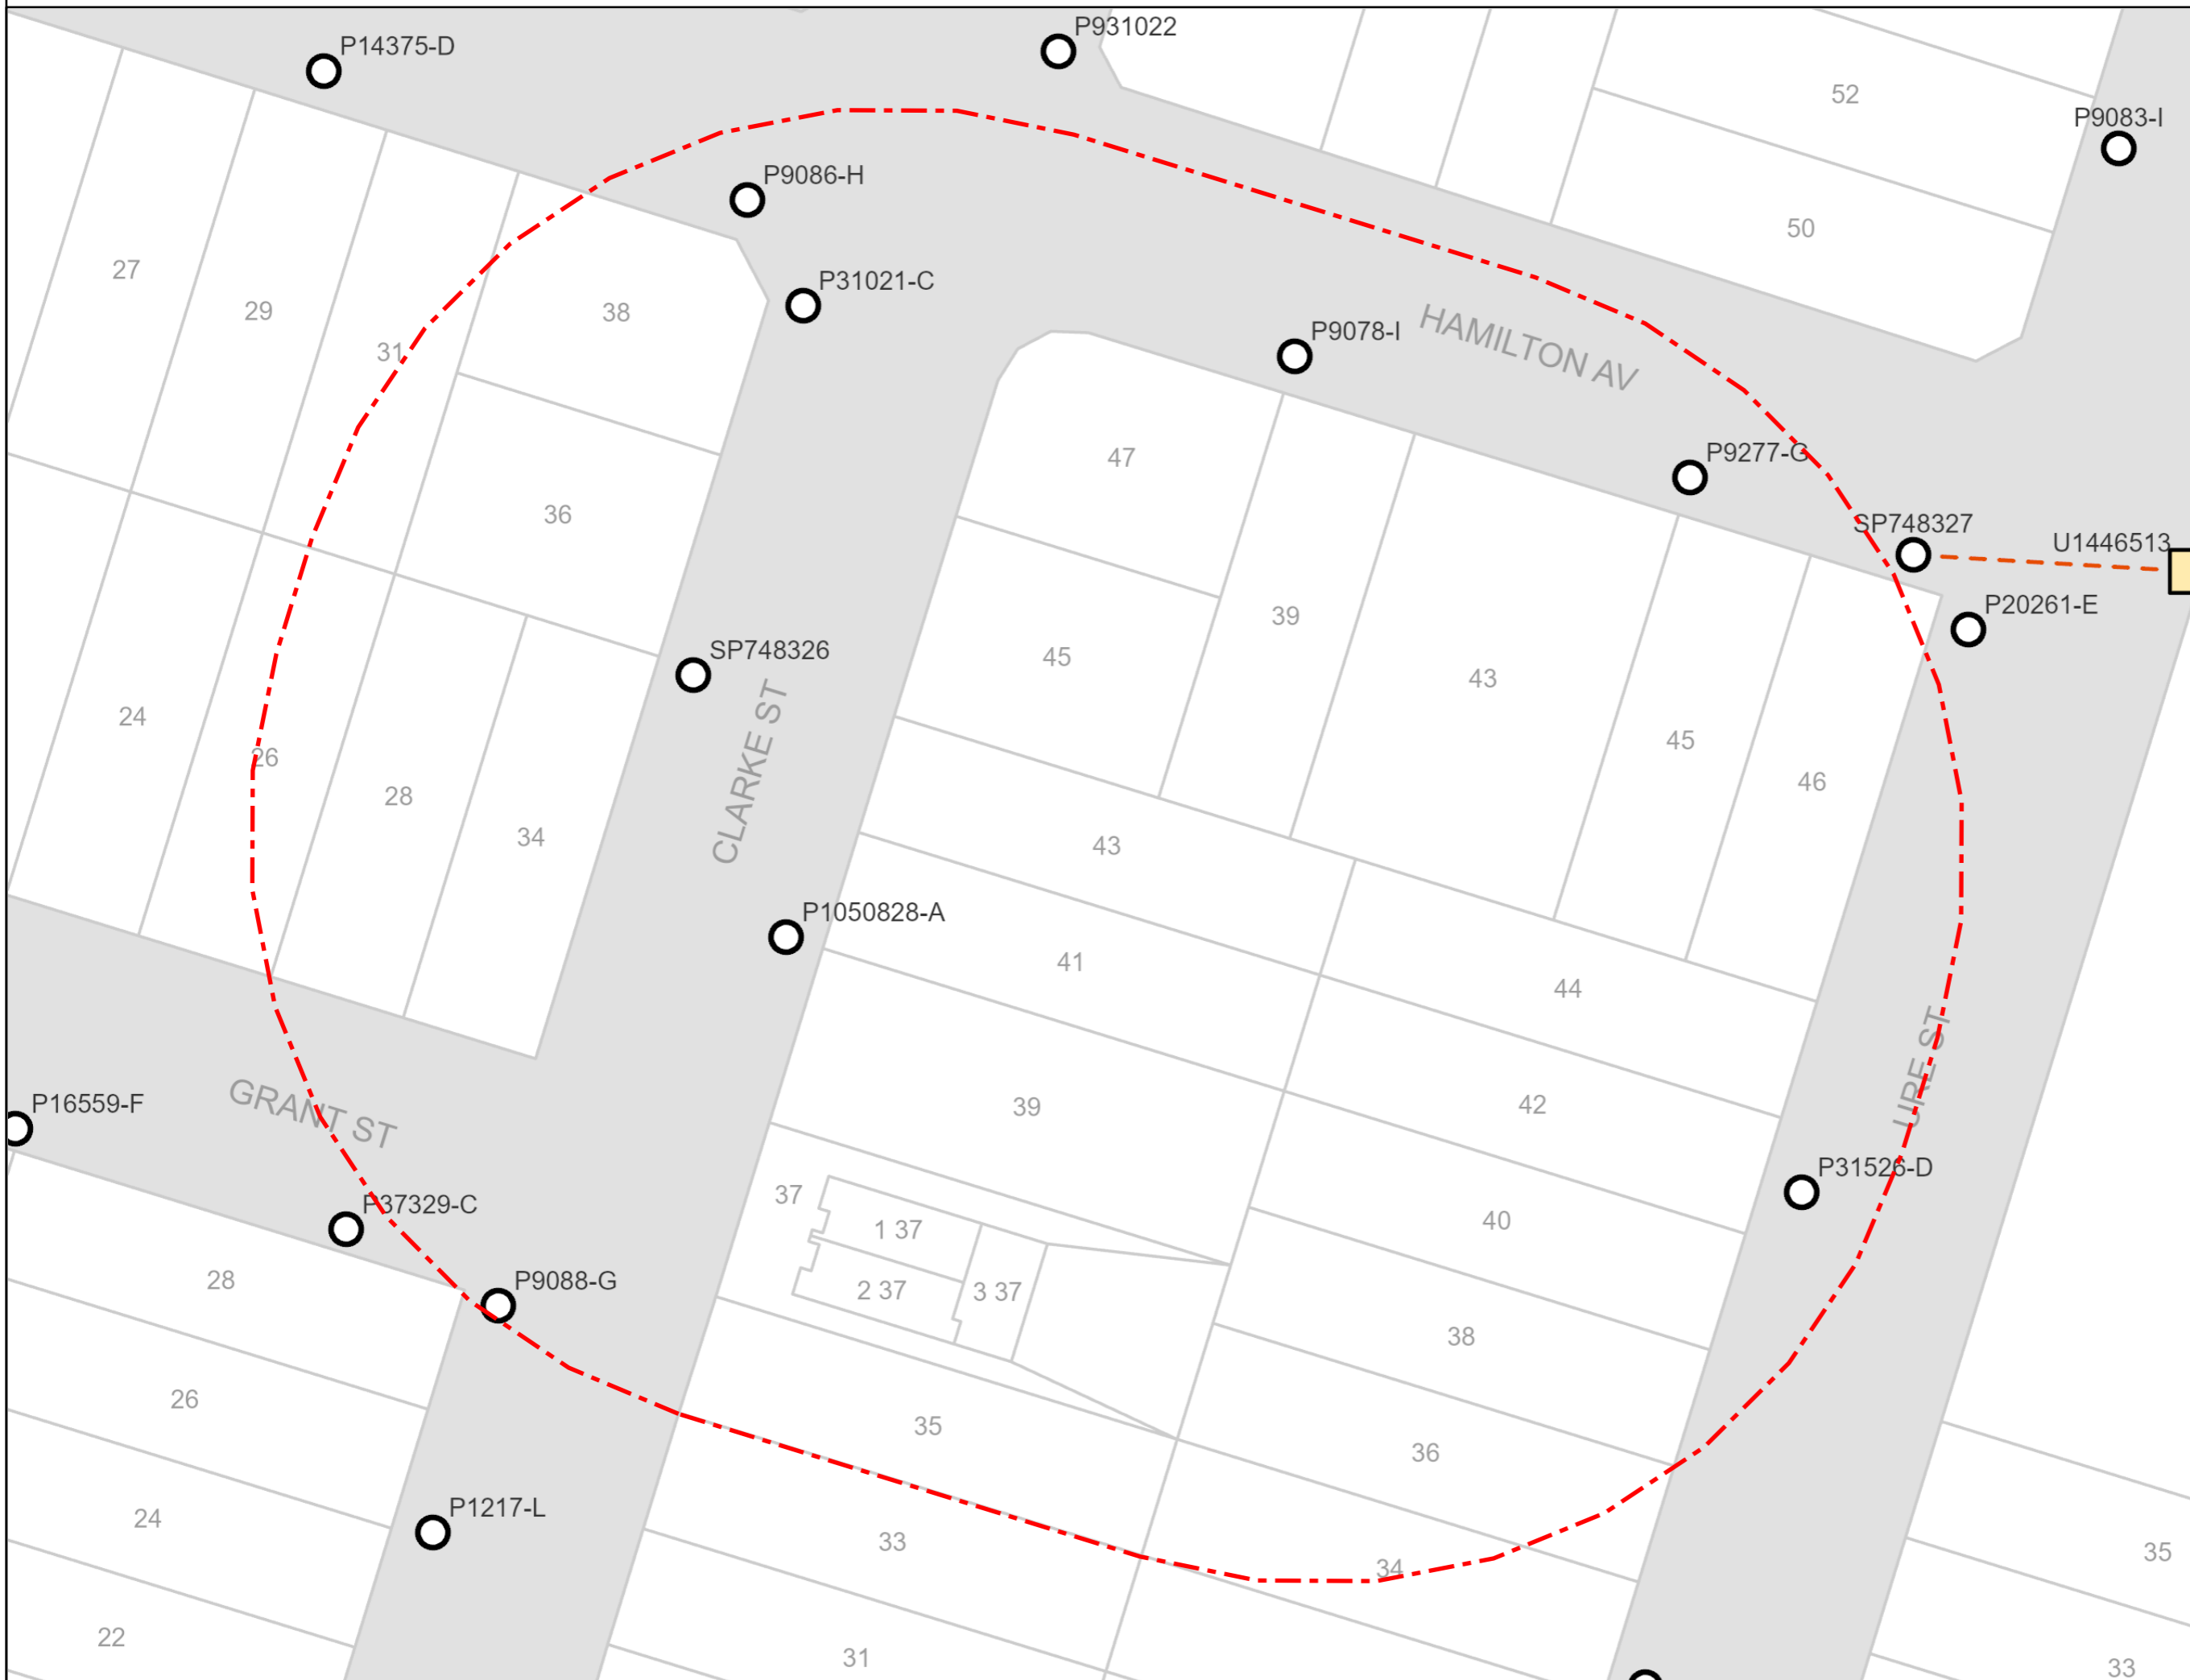 P931022
P14375-D
52
P9083-I
P9086-H
50
27
P31021-C
29
38
HAMILTON AV
P9078-I
31
P9277-G
47
36
SP748327
U1446513
P20261-E
39
SP748326
45
43
24
CLARKE ST
45
26
46
28
34
43
P1050828-A
41
44
URE ST
P16559-F
GRANT ST
39
42
P31526-D
37
P37329-C
1 37
40
28
P9088-G
2 37
3 37
38
26
35
36
P1217-L
24
33
34
35
22
31
33